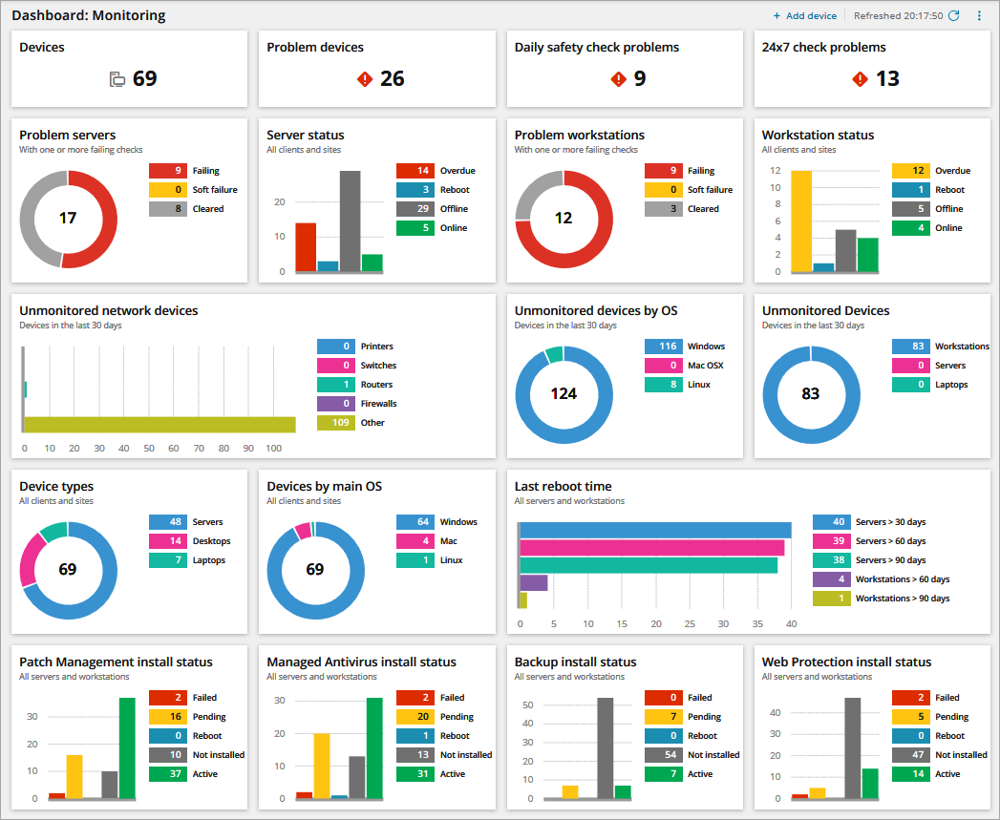 Dashboard: Monitoring
+ Add device
Refreshed 20:17:50
Devices
69
Problem devices
26
Daily safety check problems
9
24x7 check problems
13
Problem servers
With one or more failing checks
17
9 Failing
0 Soft failure
8 Cleared
Server status
All clients and sites
20
10
0
14 Overdue
3 Reboot
29 Offline
5 Online
Problem workstations
With one or more failing checks
12
9 Failing
0 Soft failure
3 Cleared
Workstation status
All clients and sites
12
10
8
6
4
2
0
12 Overdue
1 Reboot
5 Offline
4 Online
Unmonitored network devices
Devices in the last 30 days
0 10 20 30 40 50 60 70 80 90 100
0 Printers
0 Switches
1 Routers
0 Firewalls
109 Other
Unmonitored devices by OS
Devices in the last 30 days
124
116 Windows
0 Mac OSX
8 Linux
Unmonitored Devices
Devices in the last 30 days
83
83 Workstations
0 Servers
0 Laptops
Device types
All clients and sites
69
48 Servers
14 Desktops
7 Laptops
Devices by main OS
All clients and sites
69
64 Windows
4 Mac
1 Linux
Last reboot time
All servers and workstations
0 5 10 15 20 25 30 35 40
40 Servers > 30 days
39 Servers > 60 days
38 Servers > 90 days
4 Workstations > 60 days
1 Workstations > 90 days
Patch Management install status
All servers and workstations
30
20
10
0
2 Failed
16 Pending
0 Reboot
10 Not installed
37 Active
Managed Antivirus install status
All servers and workstations
30
20
10
0
2 Failed
20 Pending
1 Reboot
13 Not installed
31 Active
Backup install status
All servers and workstations
50
40
30
20
10
0
0 Failed
7 Pending
0 Reboot
54 Not installed
7 Active
Web Protection install status
All servers and workstations
40
30
20
10
0
2 Failed
5 Pending
0 Reboot
47 Not installed
14 Active